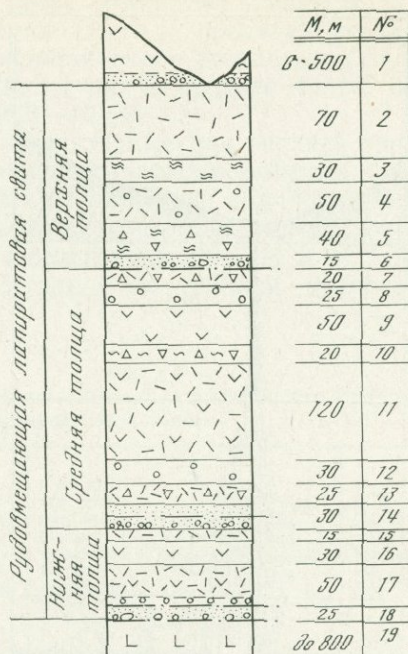 М, м №
0-500 1
70 2
30 3
50 4
40 5
15 6
20 7
25 8
50 9
20 10
120 11
30 12
25 13
30 14
15 15
30 16
50 17
25 18
до 800 19
Рудовмещающая лапиритовая свита
Верхняя
толща
Средняя толща
Ниж-
няя
толща